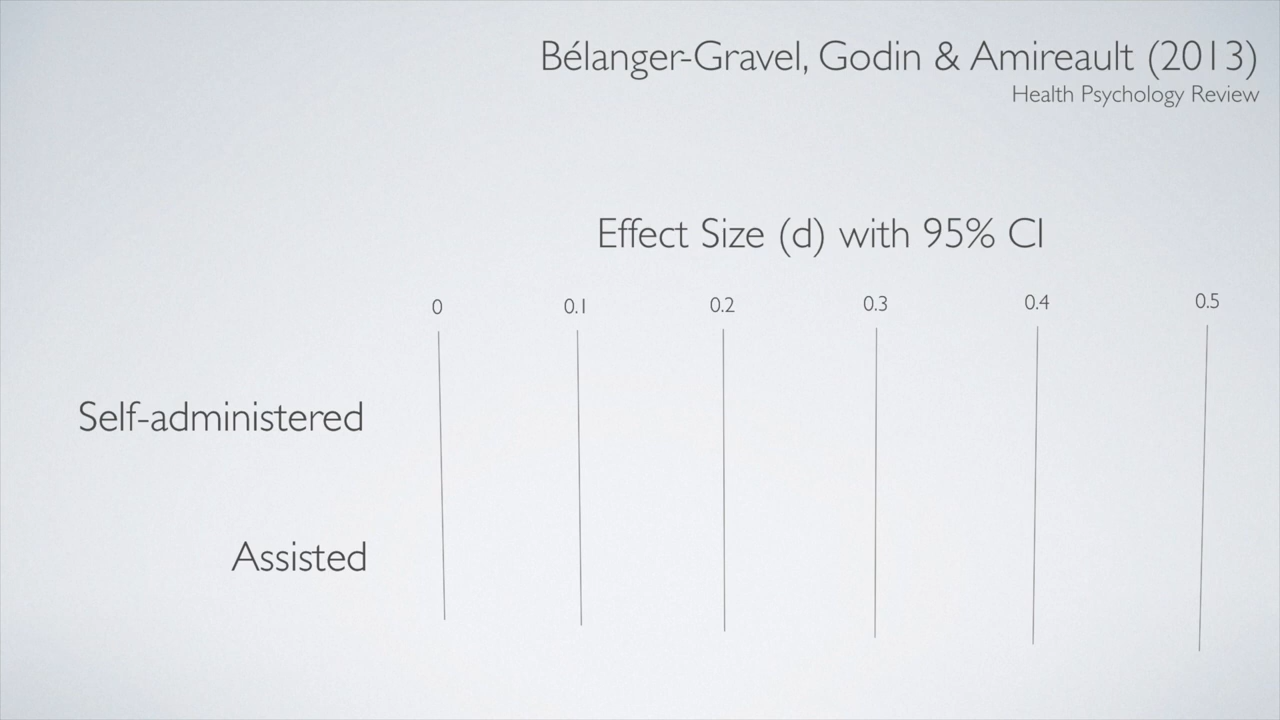 Bélanger-Gravel, Godin & Amireault (2013)
Health Psychology Review
Effect Size (d) with 95% CI
0 0.1 0.2 0.3 0.4 0.5
Self-administered
Assisted